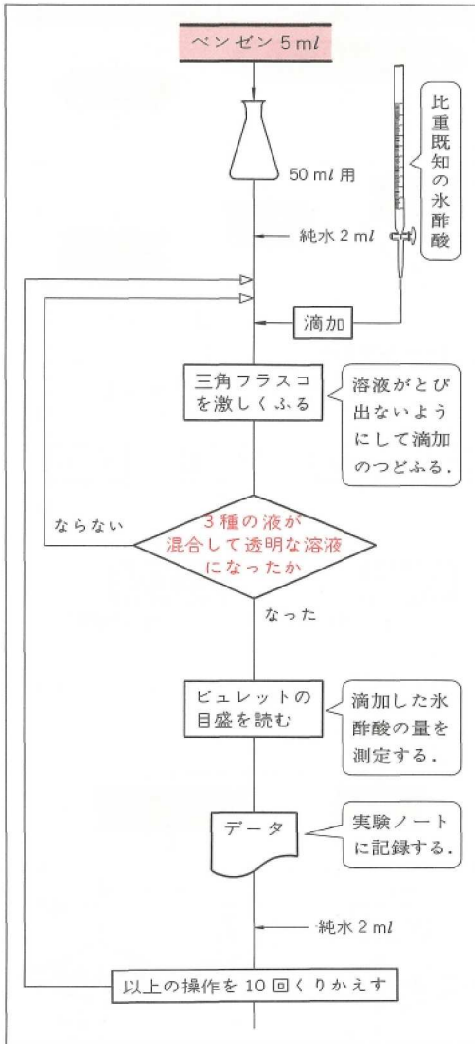 ベンゼン 5 ml
50 ml 用
比重既知の氷酢酸
純水 2 ml
滴加
三角フラスコ
を激しくふる
溶液がとび
出ないよう
にして滴加
のつどふる.
ならない
3種の液が
混合して透明な溶液
になったか
なった
ビュレットの
目盛を読む
滴加した氷
酢酸の量を
測定する.
データ
実験ノート
に記録する.
純水 2 ml
以上の操作を 10 回くりかえす